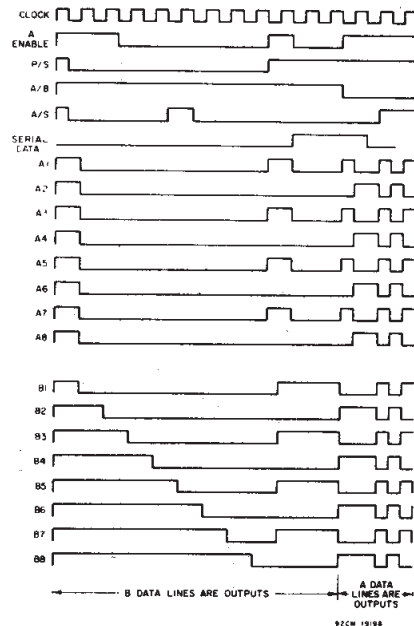 CLOCK
A
ENABLE
P/S
A/B
A/S
SERIAL
DATA
A1
A2
A3
A4
A5
A6
A7
A8
B1
B2
B3
B4
B5
B6
B7
B8
B DATA LINES ARE OUTPUTS
A DATA
LINES ARE
OUTPUTS
92CM-19198